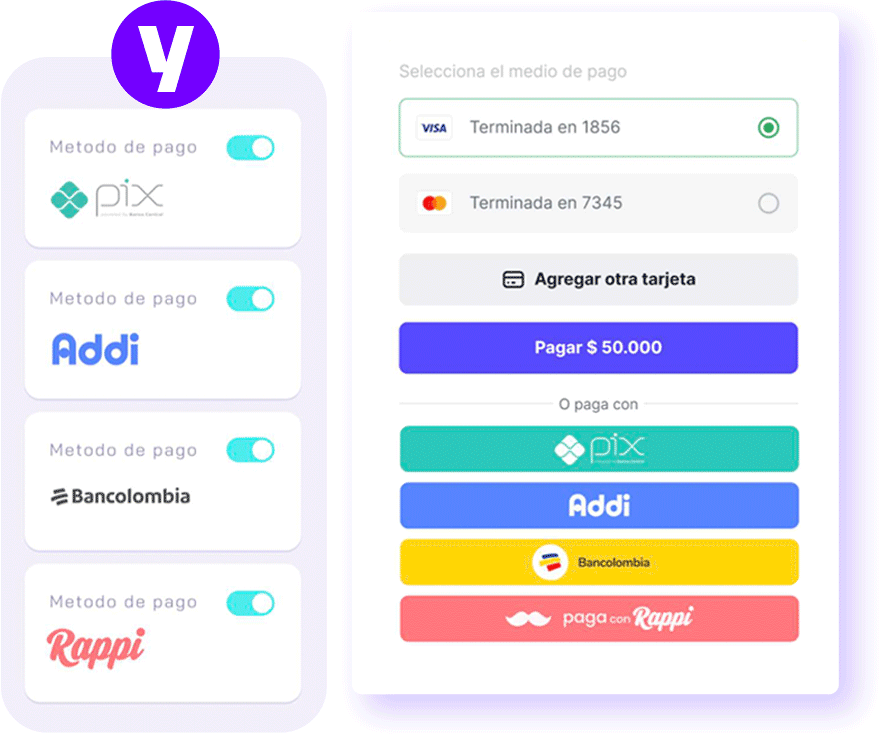 y
Metodo de pago
pix
Metodo de pago
Addi
Metodo de pago
Bancolombia
Metodo de pago
Rappi
Selecciona el medio de pago
VISA Terminada en 1856
Terminada en 7345
Agregar otra tarjeta
Pagar $ 50.000
O paga con
pix
Addi
Bancolombia
paga con Rappi